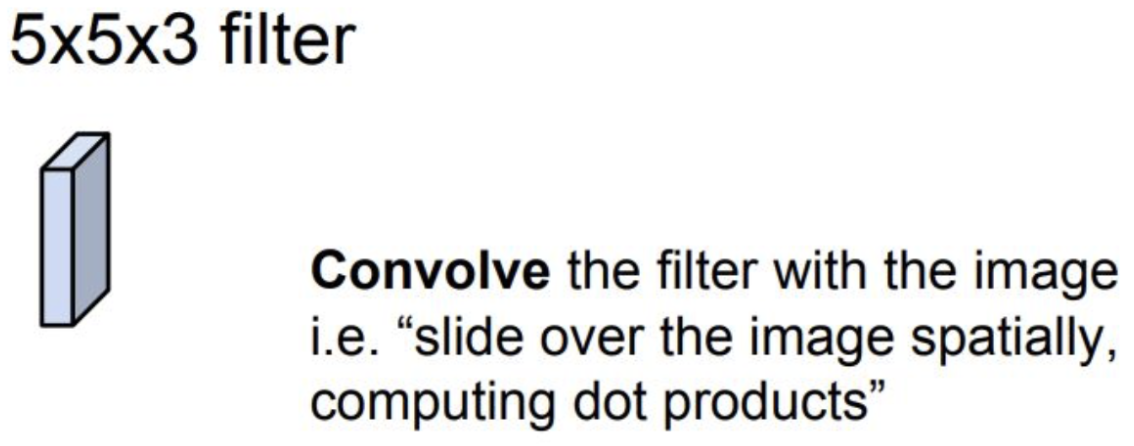 5x5x3 filter
Convolve the filter with the image
i.e. “slide over the image spatially,
computing dot products”